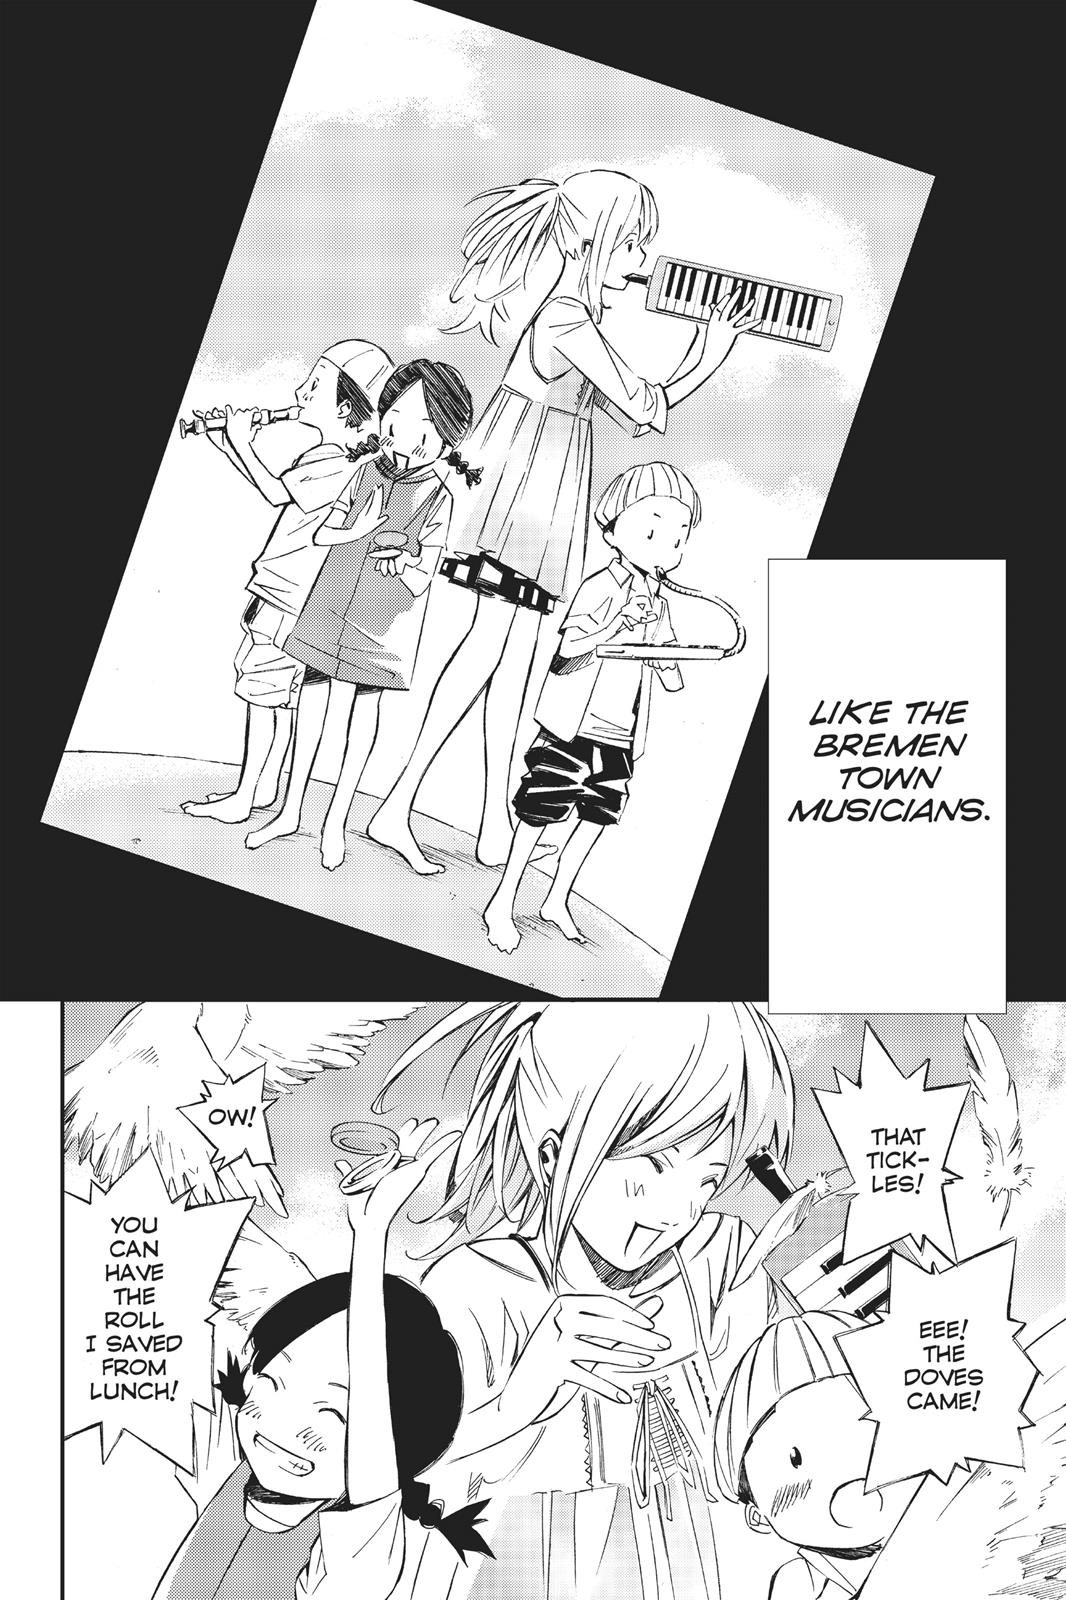 LIKE THE
BREMEN
TOWN
MUSICIANS.
THAT
TICK-
LES!
EEE!
THE
DOVES
CAME!
OW!
YOU
CAN
HAVE
THE
ROLL
I SAVED
FROM
LUNCH!